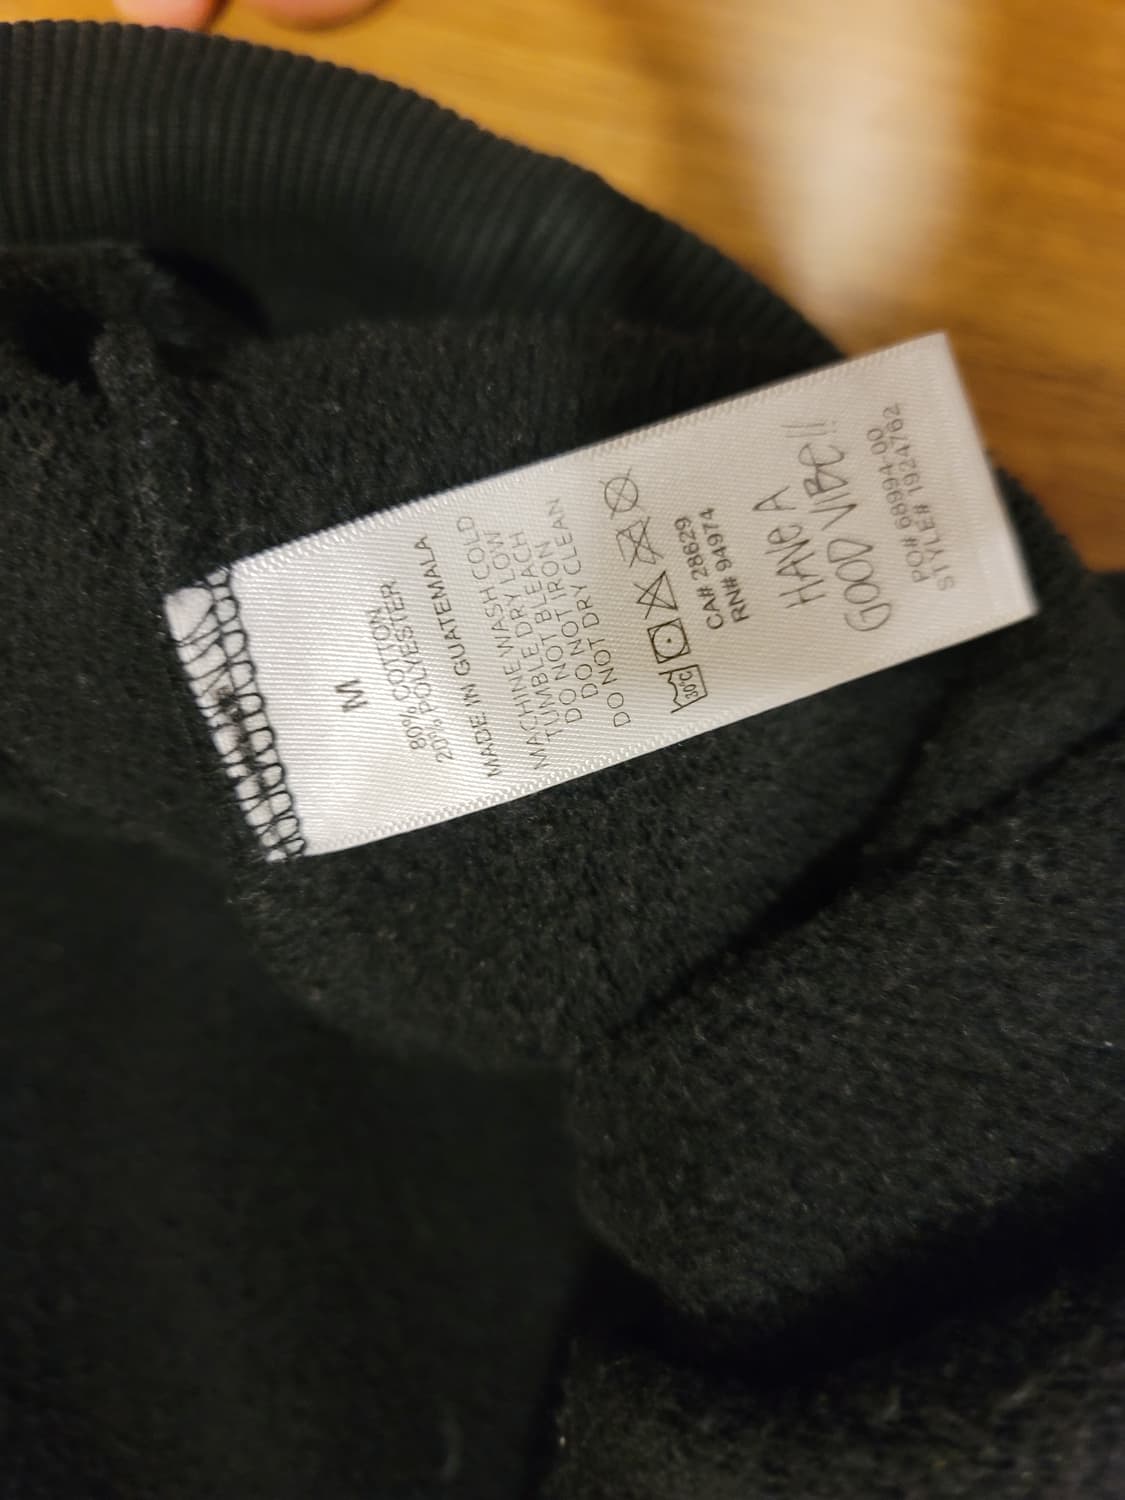 M
80% COTTON
20% POLYESTER
MADE IN GUATEMALA
MACHINE WASH COLD
TUMBLE DRY LOW
DO NOT BLEACH
DO NOT IRON
DO NOT DRY CLEAN
30°C
CA# 28629
RN# 94974
HAVE A
GOOD VIBE!!
PO# 68994-00
STYLE# 1924762